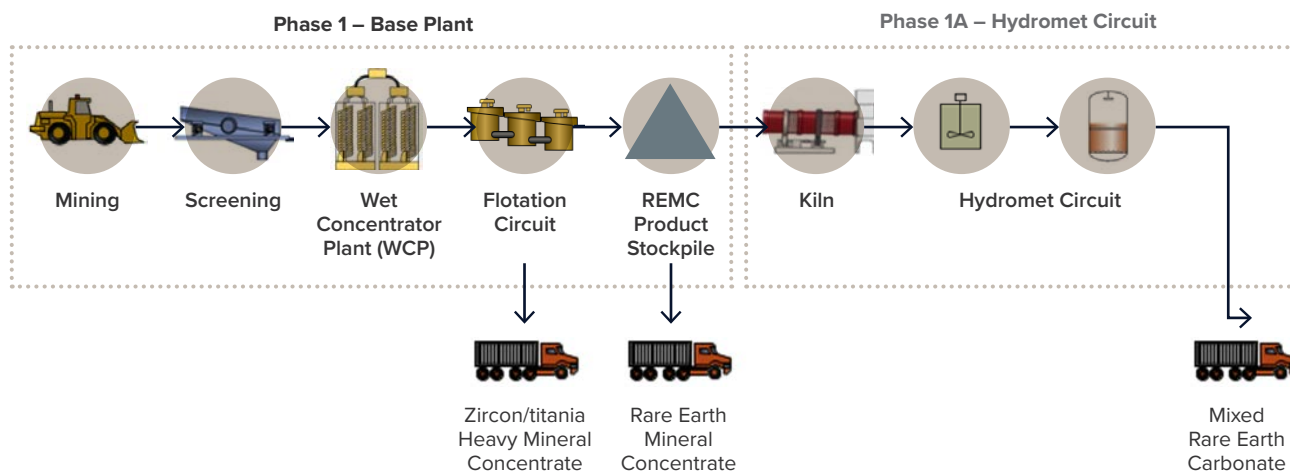 Phase 1 – Base Plant
Phase 1A – Hydromet Circuit
Mining
Screening
Wet
Concentrator
Plant (WCP)
Flotation
Circuit
REMC
Product
Stockpile
Kiln
Hydromet Circuit
Zircon/titania
Heavy Mineral
Concentrate
Rare Earth
Mineral
Concentrate
Mixed
Rare Earth
Carbonate